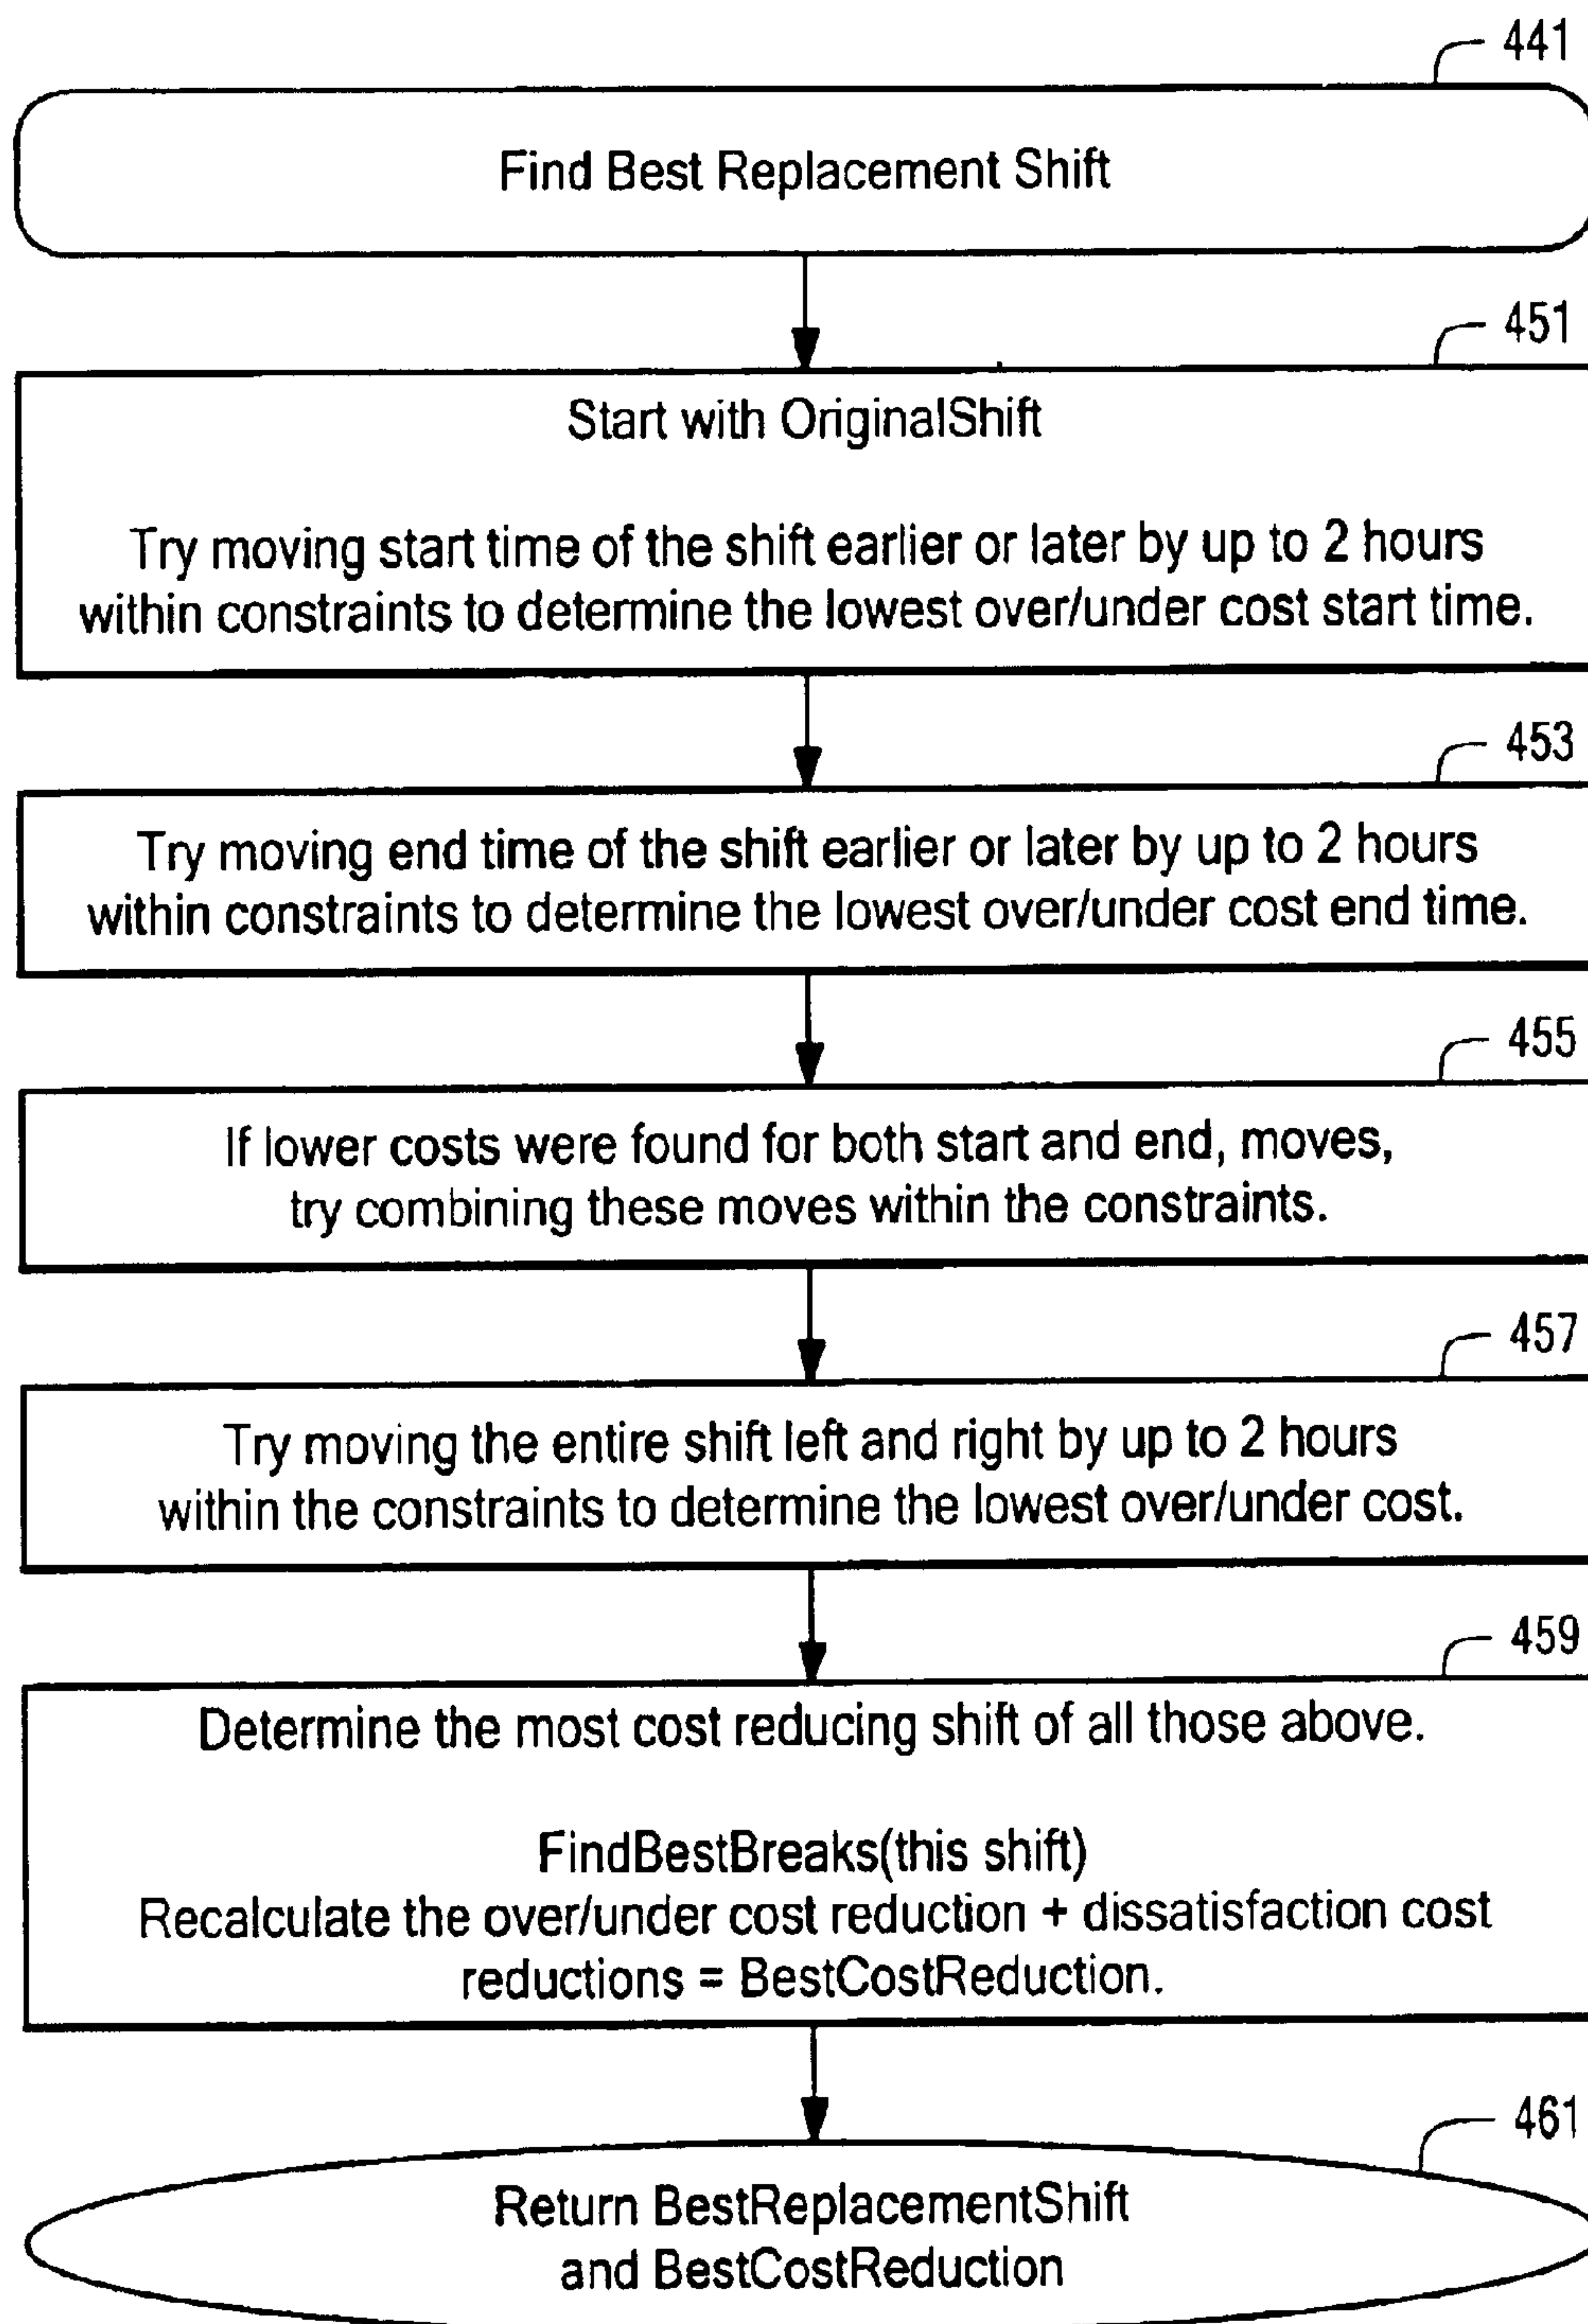 441
Find Best Replacement Shift
451
Start with OriginalShift
Try moving start time of the shift earlier or later by up to 2 hours
within constraints to determine the lowest over/under cost start time.
453
Try moving end time of the shift earlier or later by up to 2 hours
within constraints to determine the lowest over/under cost end time.
455
If lower costs were found for both start and end, moves,
try combining these moves within the constraints.
457
Try moving the entire shift left and right by up to 2 hours
within the constraints to determine the lowest over/under cost.
459
Determine the most cost reducing shift of all those above.
FindBestBreaks(this shift)
Recalculate the over/under cost reduction + dissatisfaction cost
reductions = BestCostReduction.
461
Return BestReplacementShift
and BestCostReduction